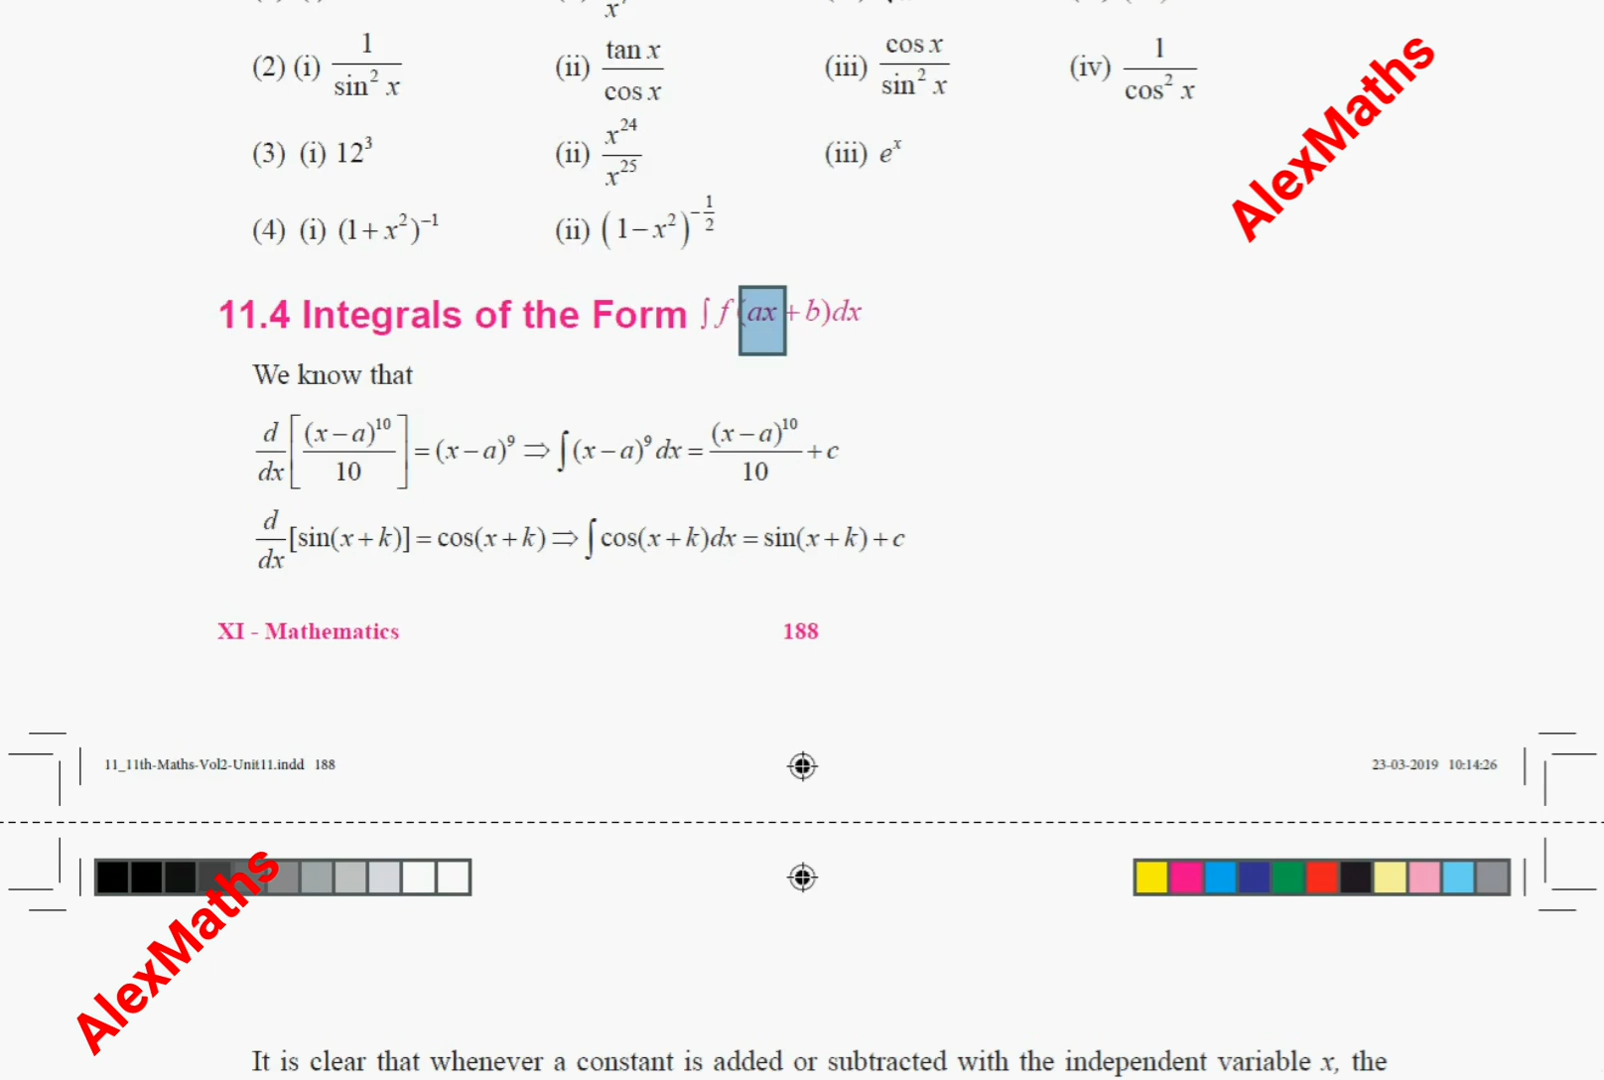 (2) (i) 1/sin² x (ii) tan x/cos x (iii) cos x/sin² x (iv) 1/cos² x
(3) (i) 12³ (ii) x²⁴/x²⁵ (iii) eˣ
(4) (i) (1+x²)⁻¹ (ii) (1−x²)^(−1/2)
11.4 Integrals of the Form ∫f(ax+b)dx
We know that
d/dx[(x−a)¹⁰/10] = (x−a)⁹ ⇒ ∫(x−a)⁹ dx = (x−a)¹⁰/10 + c
d/dx[sin(x+k)] = cos(x+k) ⇒ ∫cos(x+k)dx = sin(x+k)+c
XI - Mathematics 188
11_11th-Maths-Vol2-Unit11.indd 188 23-03-2019 10:14:26
It is clear that whenever a constant is added or subtracted with the independent variable x, the
AlexMaths
AlexMaths